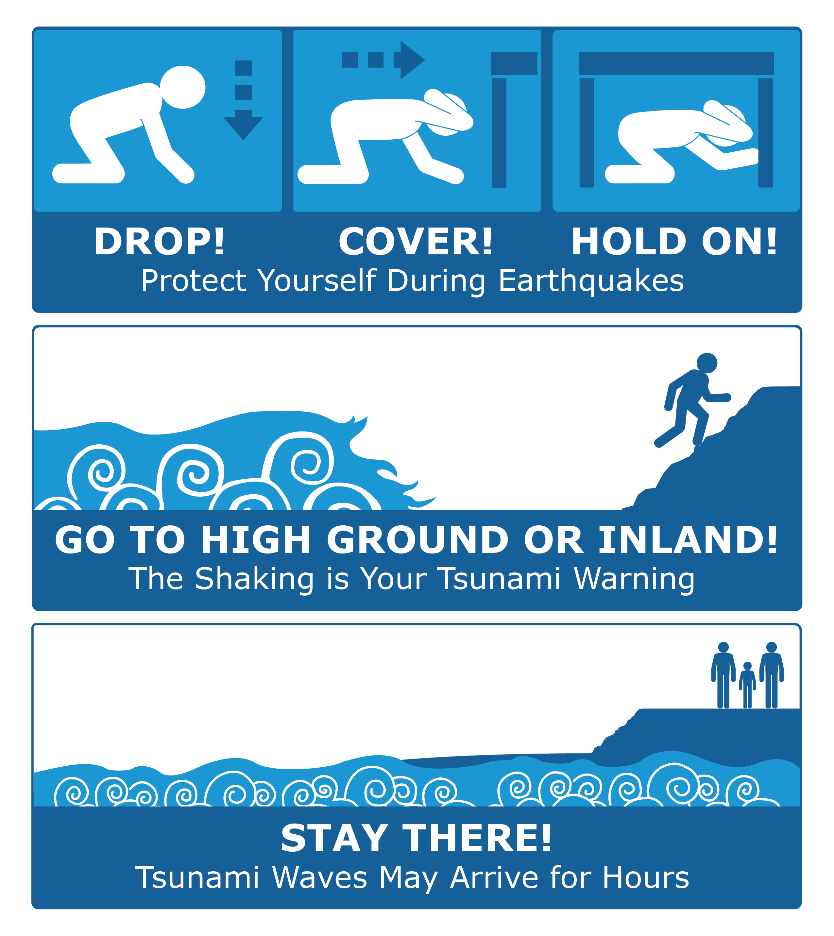 DROP! COVER! HOLD ON!
Protect Yourself During Earthquakes
GO TO HIGH GROUND OR INLAND!
The Shaking is Your Tsunami Warning
STAY THERE!
Tsunami Waves May Arrive for Hours